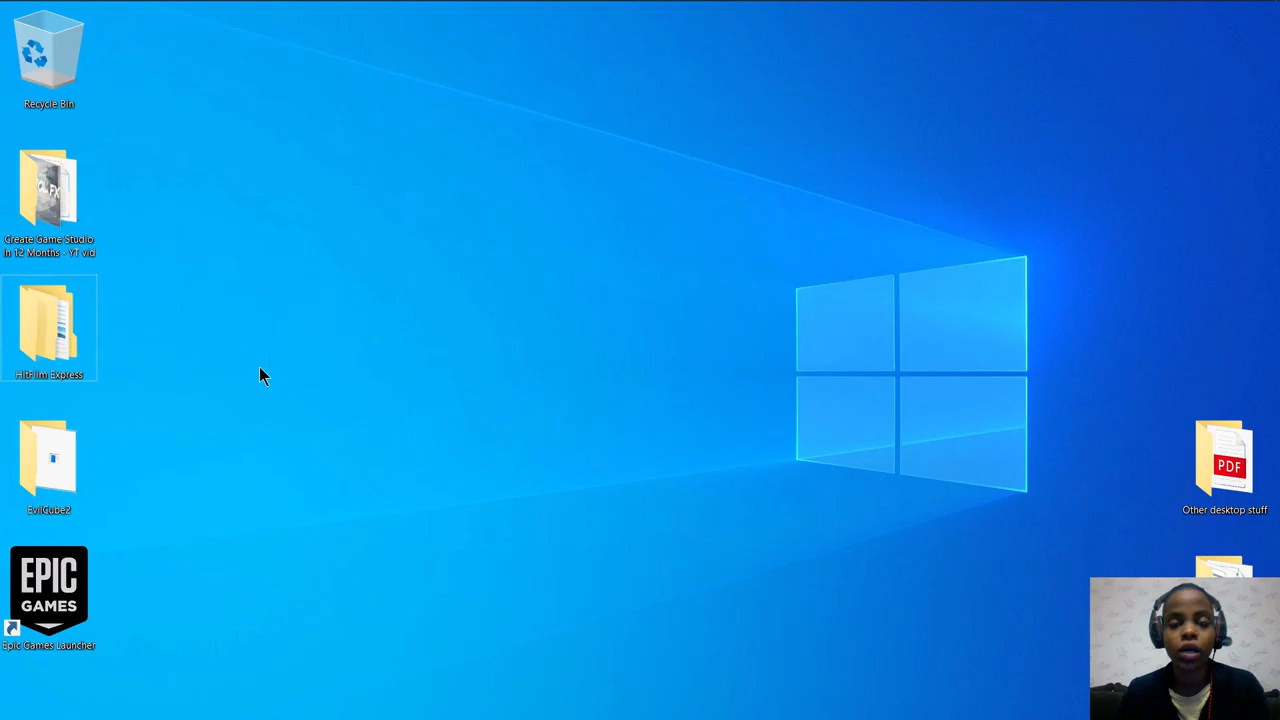 Recycle Bin
Create Game Studio
in 12 Months - YT vid
HitFilm Express
EvilCube2
EPIC
GAMES
Epic Games Launcher
PDF
Other desktop stuff